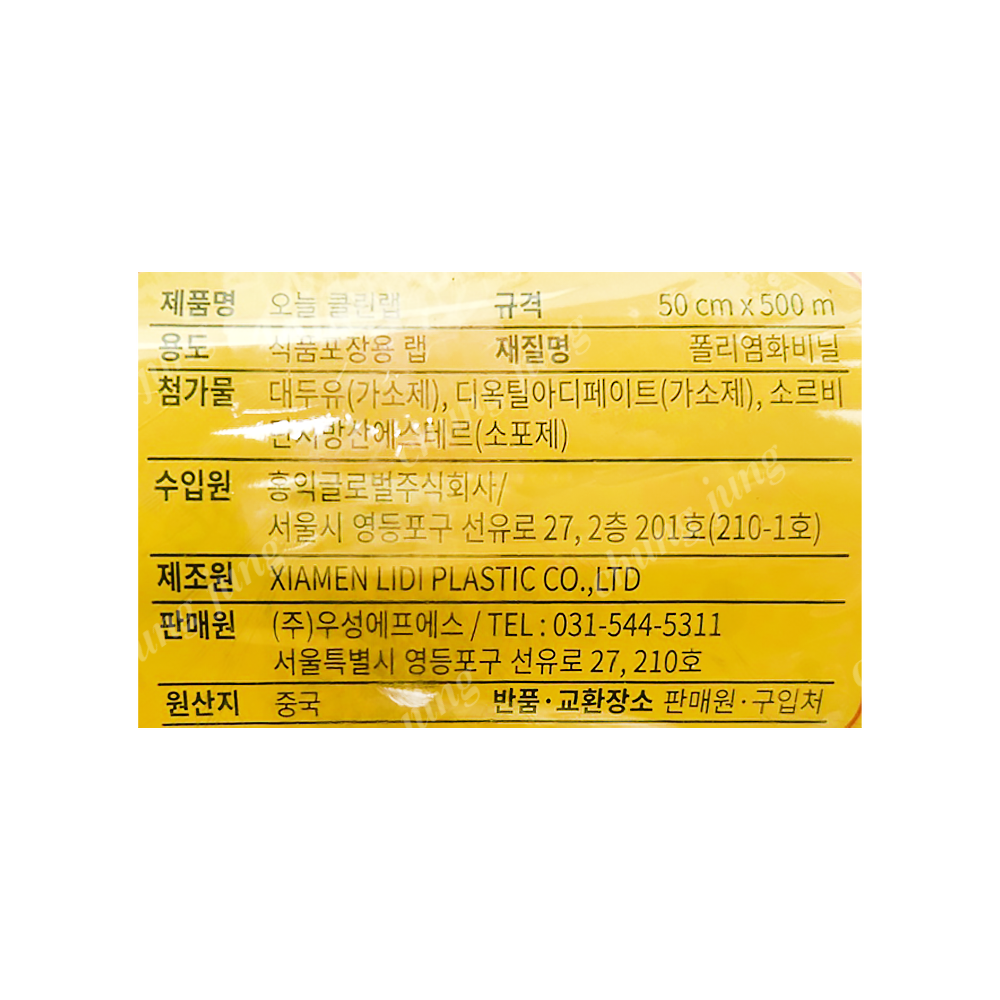 제품명 오늘 쿨린랩 규격 50 cm x 500 m
용도 식품포장용 랩 재질명 폴리염화비닐
첨가물 대두유(가소제), 디옥틸아디페이트(가소제), 소르비
탄지방산에스테르(소포제)
수입원 홍익글로벌주식회사/
서울시 영등포구 선유로 27, 2층 201호(210-1호)
제조원 XIAMEN LIDI PLASTIC CO.,LTD
판매원 (주)우성에프에스 / TEL : 031-544-5311
서울특별시 영등포구 선유로 27, 210호
원산지 중국 반품·교환장소 판매원·구입처
chung jung